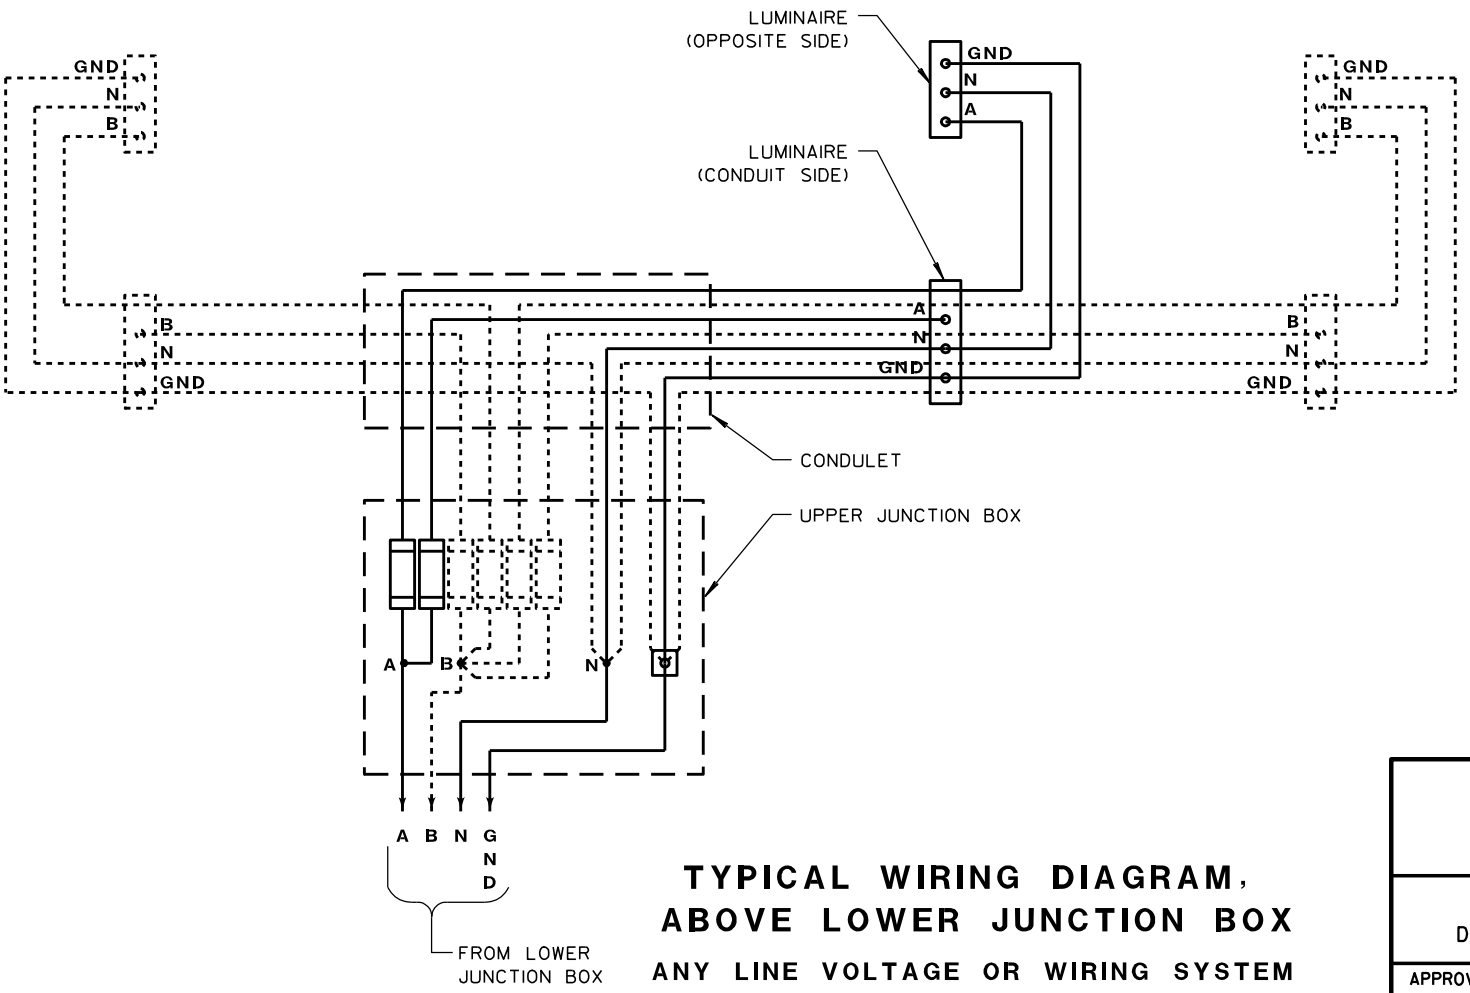 LUMINAIRE
(OPPOSITE SIDE)
GND
N
A
GND
N
B
GND
N
B
LUMINAIRE
(CONDUIT SIDE)
A
N
GND
B
N
GND
B
N
GND
CONDULET
UPPER JUNCTION BOX
A
B
N
A B N GND
FROM LOWER
JUNCTION BOX
TYPICAL WIRING DIAGRAM,
ABOVE LOWER JUNCTION BOX
ANY LINE VOLTAGE OR WIRING SYSTEM